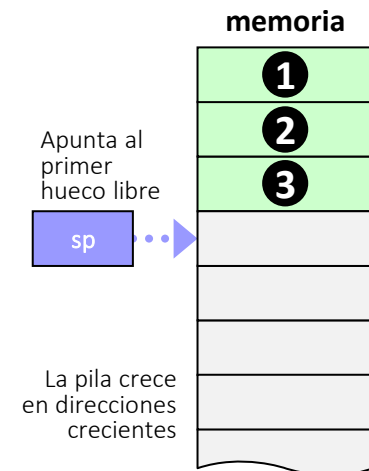 memoria
1
2
Apunta al
primer
hueco libre
3
sp
La pila crece
en direcciones
crecientes